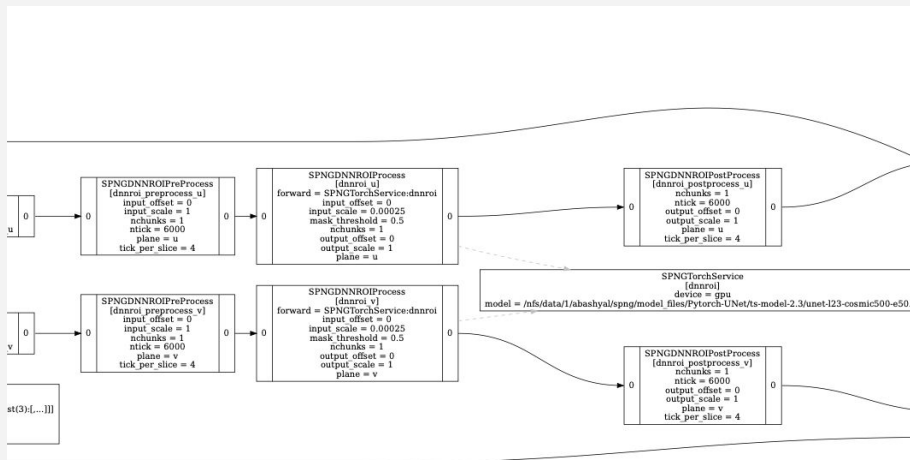 SPNGDNNROIPreProcess
[dnnroi_preprocess_u]
input_offset = 0
input_scale = 1
nchunks = 1
ntick = 6000
plane = u
tick_per_slice = 4
0
0
u
0
SPNGDNNROIProcess
[dnnroi_u]
forward = SPNGTorchService:dnnroi
input_offset = 0
input_scale = 0.00025
mask_threshold = 0.5
nchunks = 1
output_offset = 0
output_scale = 1
plane = u
0
0
SPNGDNNROIPostProcess
[dnnroi_postprocess_u]
nchunks = 1
ntick = 6000
output_offset = 0
output_scale = 1
plane = u
tick_per_slice = 4
0
0
SPNGTorchService
[dnnroi]
device = gpu
model = /nfs/data/1/abashyal/spng/model_files/Pytorch-UNet/ts-model-2.3/unet-l23-cosmic500-e50.
v
0
SPNGDNNROIPreProcess
[dnnroi_preprocess_v]
input_offset = 0
input_scale = 1
nchunks = 1
ntick = 6000
plane = v
tick_per_slice = 4
0
0
SPNGDNNROIProcess
[dnnroi_v]
forward = SPNGTorchService:dnnroi
input_offset = 0
input_scale = 0.00025
mask_threshold = 0.5
nchunks = 1
output_offset = 0
output_scale = 1
plane = v
0
0
SPNGDNNROIPostProcess
[dnnroi_postprocess_v]
nchunks = 1
ntick = 6000
output_offset = 0
output_scale = 1
plane = v
tick_per_slice = 4
0
0
st(3):[,...]]]